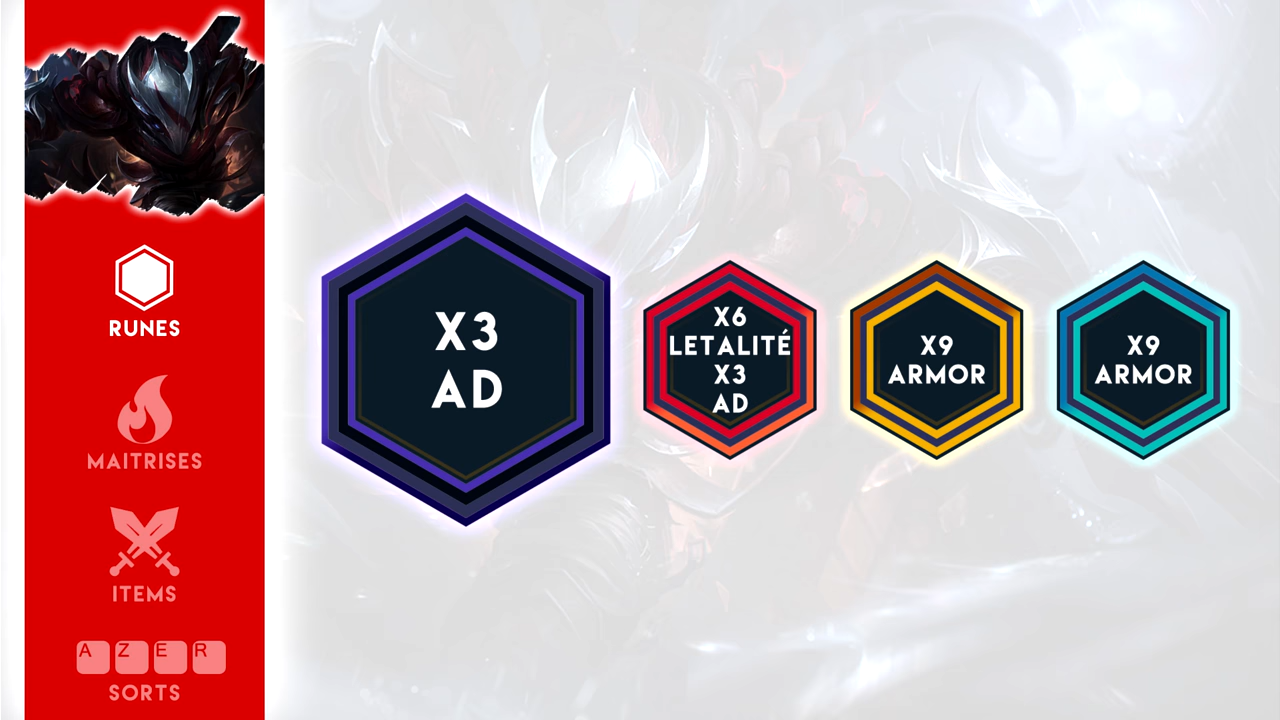 RUNES
MAITRISES
ITEMS
A Z E R
SORTS
X3
AD
X6
LETALITÉ
X3
AD
X9
ARMOR
X9
ARMOR